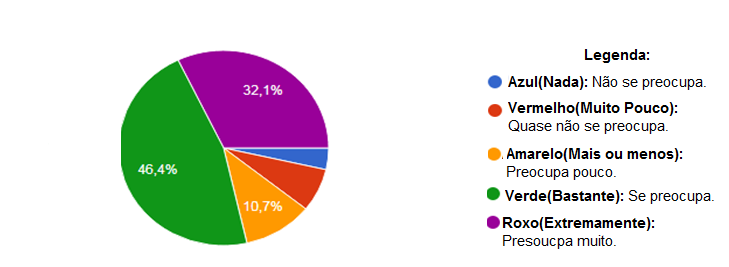 32,1%
46,4%
10,7%
Legenda:
Azul(Nada): Não se preocupa.
Vermelho(Muito Pouco):
Quase não se preocupa.
Amarelo(Mais ou menos):
Preocupa pouco.
Verde(Bastante): Se preocupa.
Roxo(Extremamente):
Presoucpa muito.